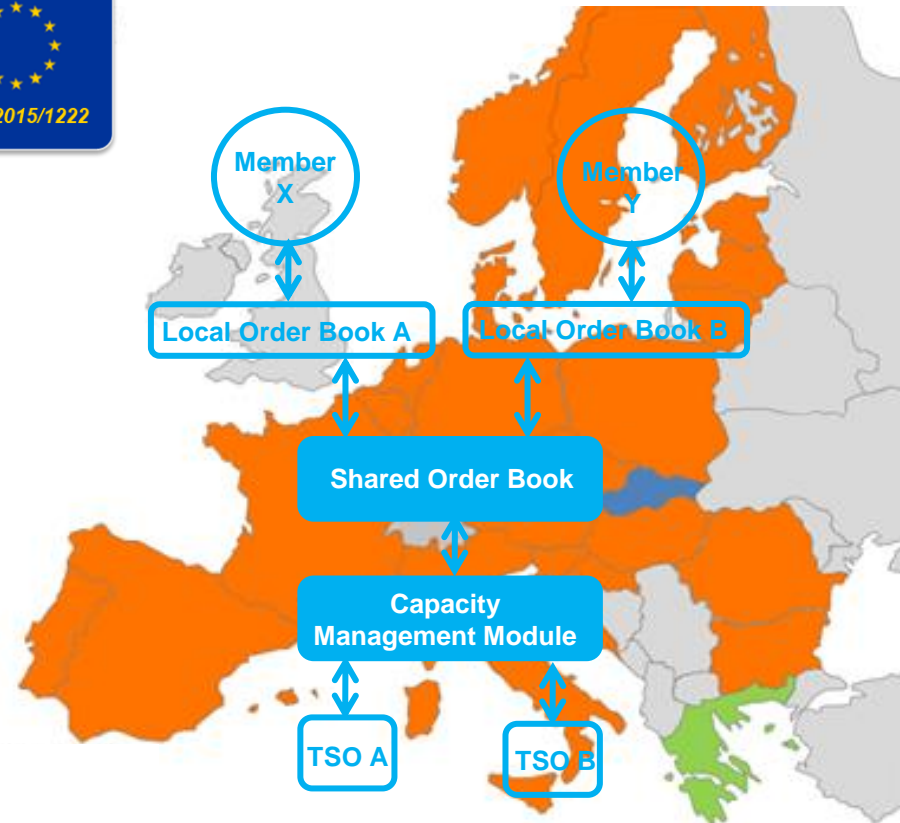 2015/1222
Member
X
Member
Y
Local Order Book A
Local Order Book B
Shared Order Book
Capacity
Management Module
TSO A
TSO B